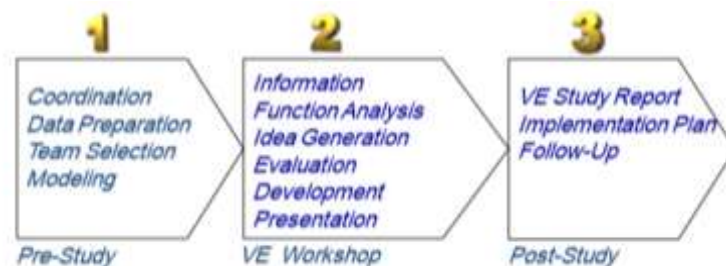 1
Coordination
Data Preparation
Team Selection
Modeling
Pre-Study
2
Information
Function Analysis
Idea Generation
Evaluation
Development
Presentation
VE Workshop
3
VE Study Report
Implementation Plan
Follow-Up
Post-Study